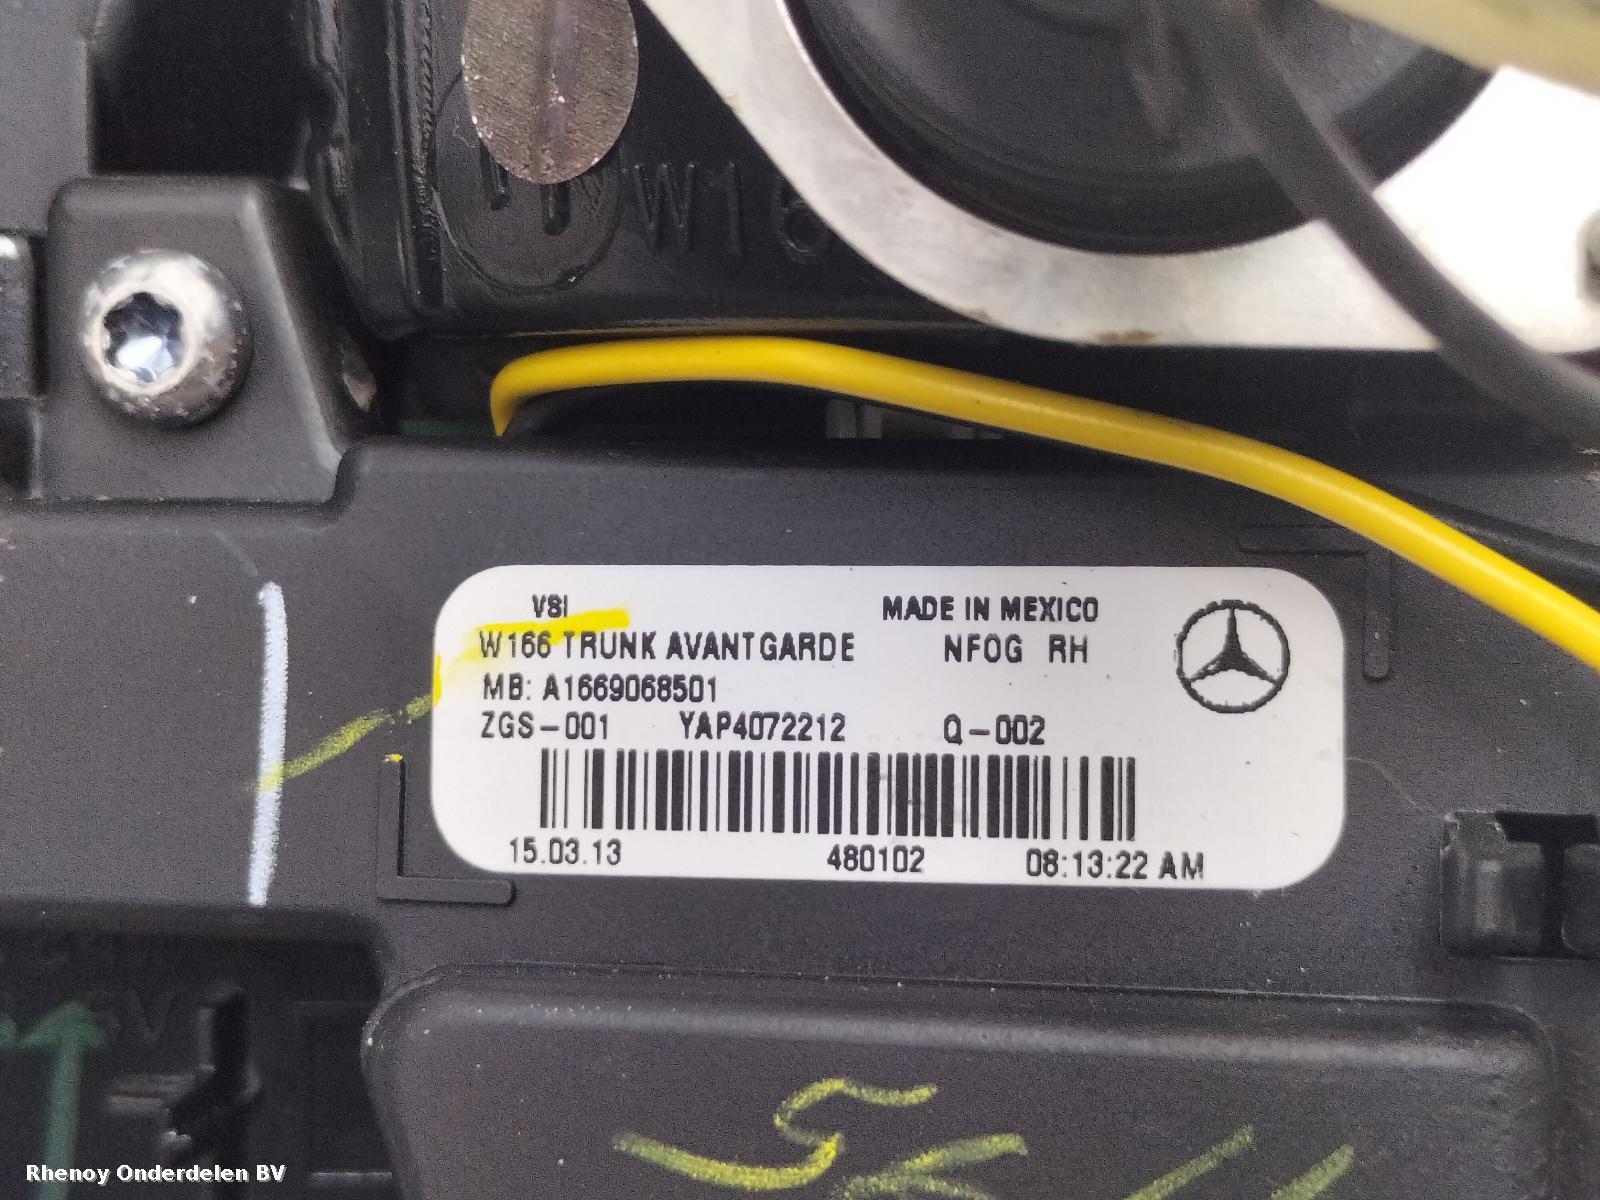 W16
VSI MADE IN MEXICO
W166 TRUNK AVANTGARDE NFOG RH
MB: A1669068501
ZGS-001 YAP4072212 Q-002
15.03.13 480102 08:13:22 AM
Rhenoy Onderdelen BV